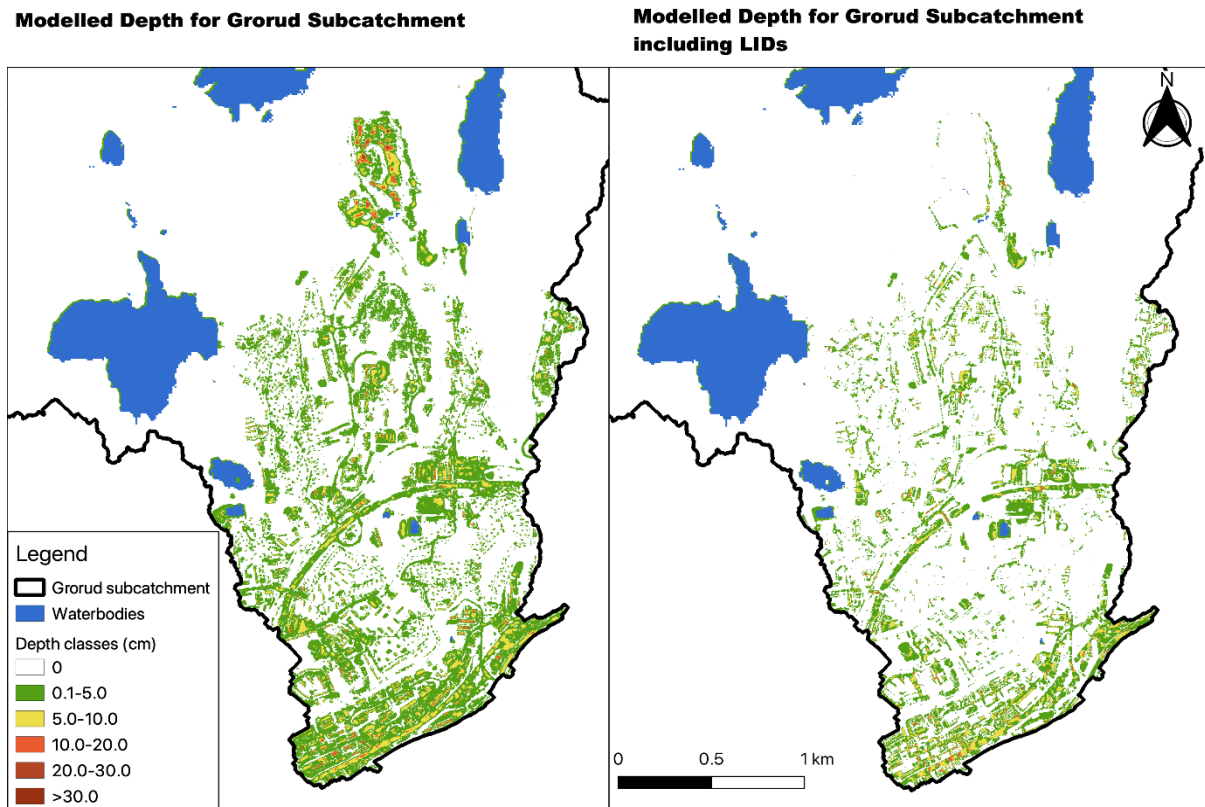 Modelled Depth for Grorud Subcatchment
Modelled Depth for Grorud Subcatchment
including LIDs
N
Legend
Grorud subcatchment
Waterbodies
Depth classes (cm)
0
0.1-5.0
5.0-10.0
10.0-20.0
20.0-30.0
>30.0
0 0.5 1 km